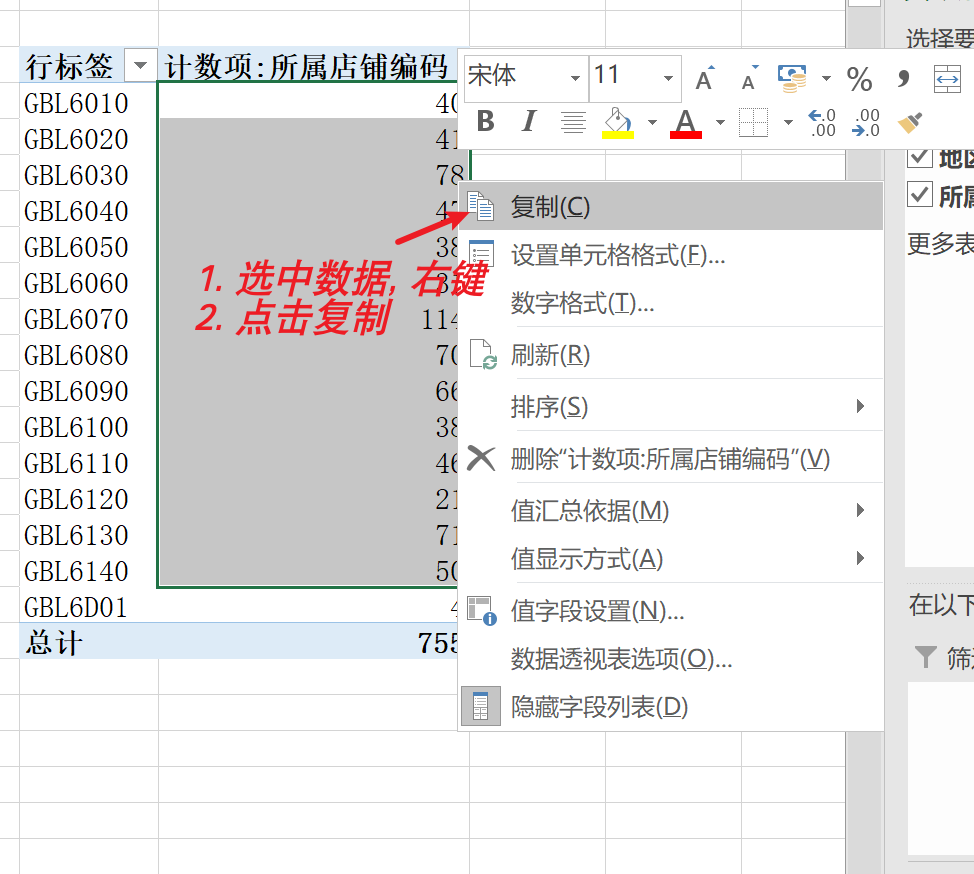 选择要
行标签
计数项:所属店铺编码
宋体
11
A
A
%
B
I
A
.0
.00
.00
.0
GBL6010
40
GBL6020
41
GBL6030
78
GBL6040
47
GBL6050
38
GBL6060
GBL6070
114
GBL6080
70
GBL6090
66
GBL6100
38
GBL6110
46
GBL6120
21
GBL6130
71
GBL6140
50
GBL6D01
4
总计
755
1. 选中数据, 右键
2. 点击复制
复制(C)
设置单元格格式(F)...
数字格式(T)...
刷新(R)
排序(S)
删除“计数项:所属店铺编码”(V)
值汇总依据(M)
值显示方式(A)
值字段设置(N)...
数据透视表选项(O)...
隐藏字段列表(D)
地区
所属
更多表
在以下
筛选